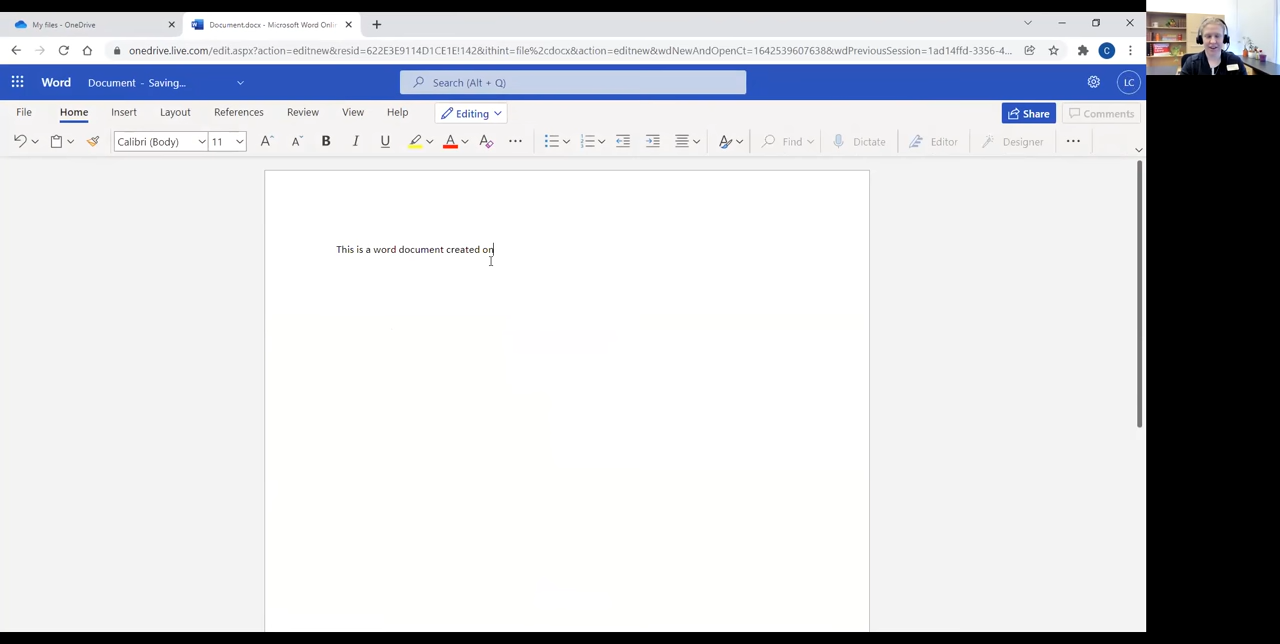 My files - OneDrive
Document.docx - Microsoft Word Onli
onedrive.live.com/edit.aspx?action=editnew&resid=622E3E9114D1CE1E!142&ithint=file%2cdocx&action=editnew&wdNewAndOpenCt=1642539607638&wdPreviousSession=1ad14ffd-3356-4...
C
Word
Document - Saving...
Search (Alt + Q)
LC
File
Home
Insert
Layout
References
Review
View
Help
Editing
Share
Comments
Calibri (Body)
11
A
A
B
I
U
A
A
Find
Dictate
Editor
Designer
This is a word document created on